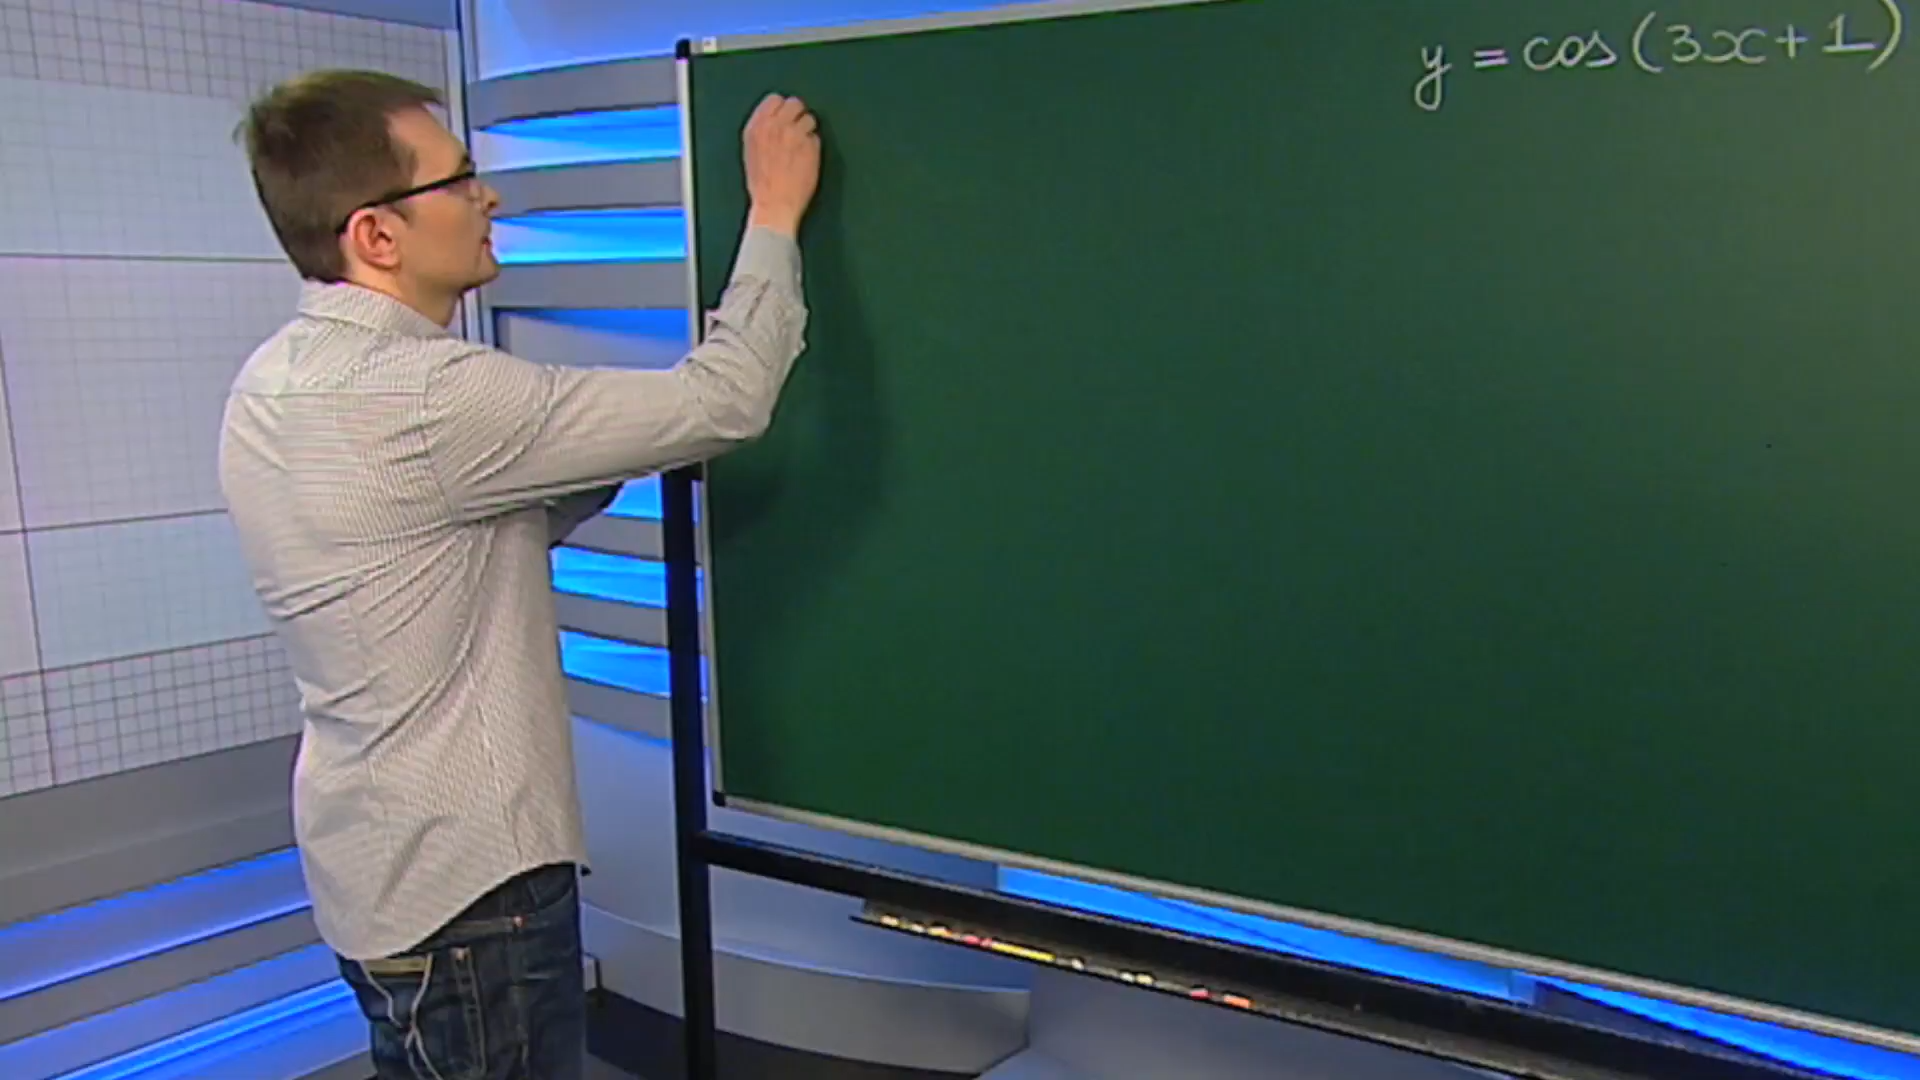 y = cos(3x+1)